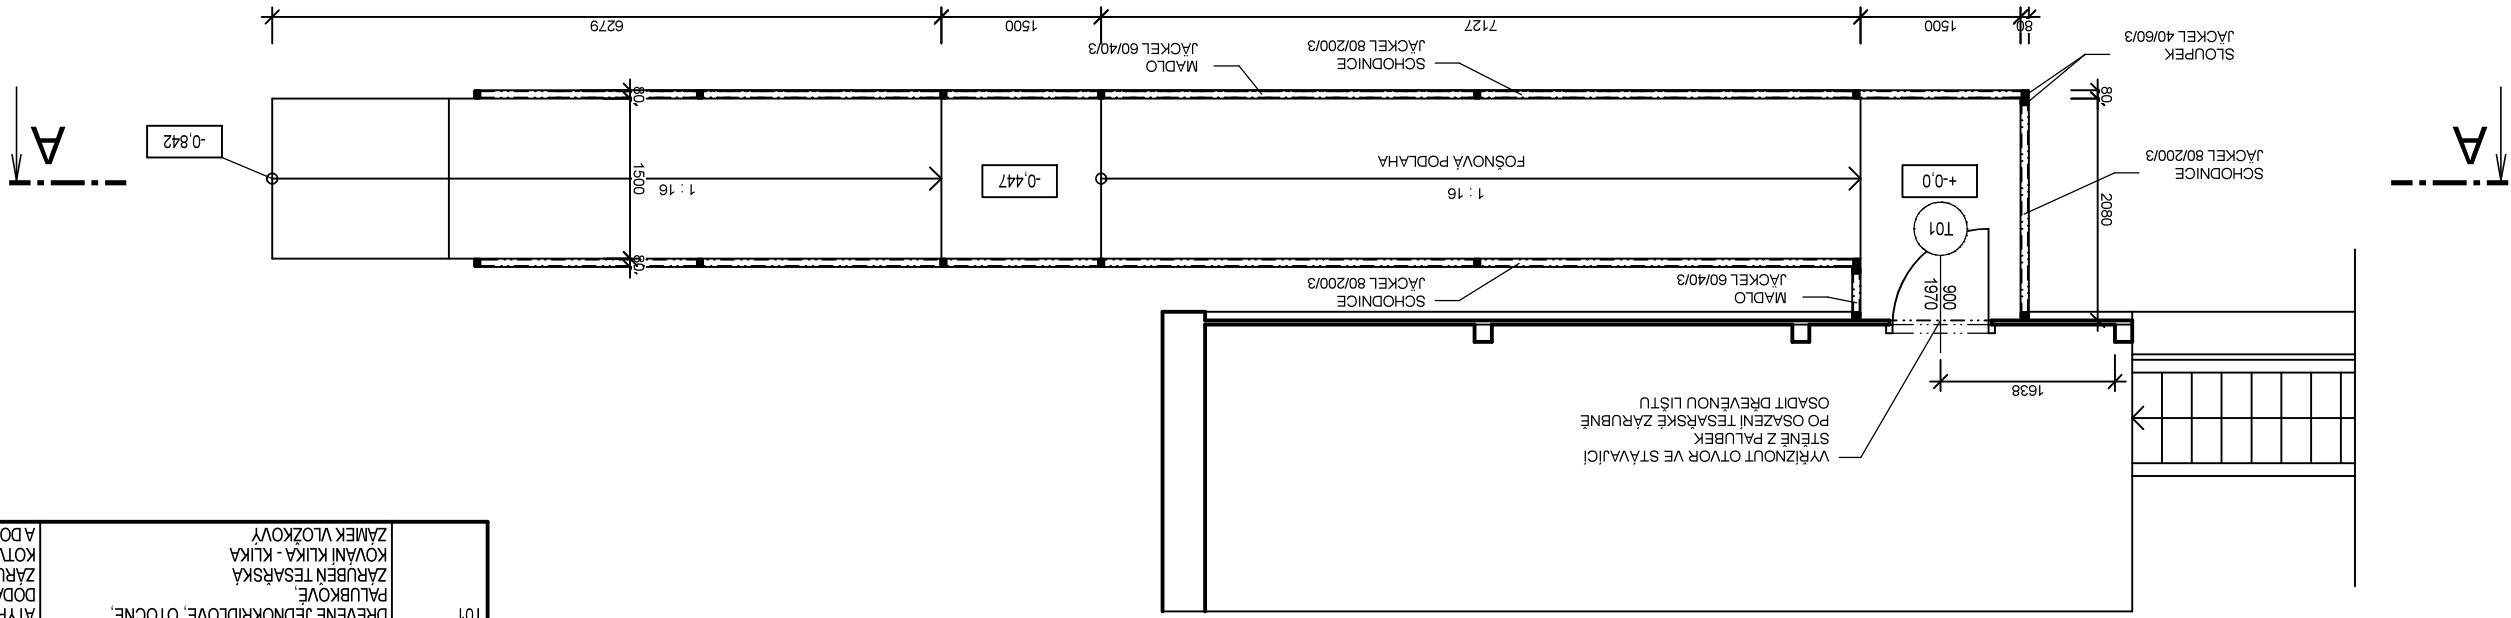 T01
DŘEVĚNÉ JEDNOKŘÍDLOVÉ, OTOČNÉ,
PALUBKOVÉ,
ZÁRUBEŇ TESAŘSKÁ
KOVÁNÍ KLIKA - KLIKA
ZÁMEK VLOŽKOVÝ
VYŘÍZNOUT OTVOR VE STÁVAJÍCÍ
STĚNĚ Z PALUBEK
PO OSAZENÍ TESAŘSKÉ ZÁRUBNĚ
OSADIT DŘEVĚNOU LIŠTU
1638
900
1970
T01
MADLO
JÄCKEL 60/40/3
SCHODNICE
JÄCKEL 80/200/3
2080
80,
80,
1500
80,
+-0,0
1 : 16
FOŠNOVÁ PODLAHA
-0,447
1 : 16
-0,842
A
A
SCHODNICE
JÄCKEL 80/200/3
SLOUPEK
JÄCKEL 40/60/3
SCHODNICE
JÄCKEL 80/200/3
MADLO
JÄCKEL 60/40/3
80
1500
7127
1500
6279